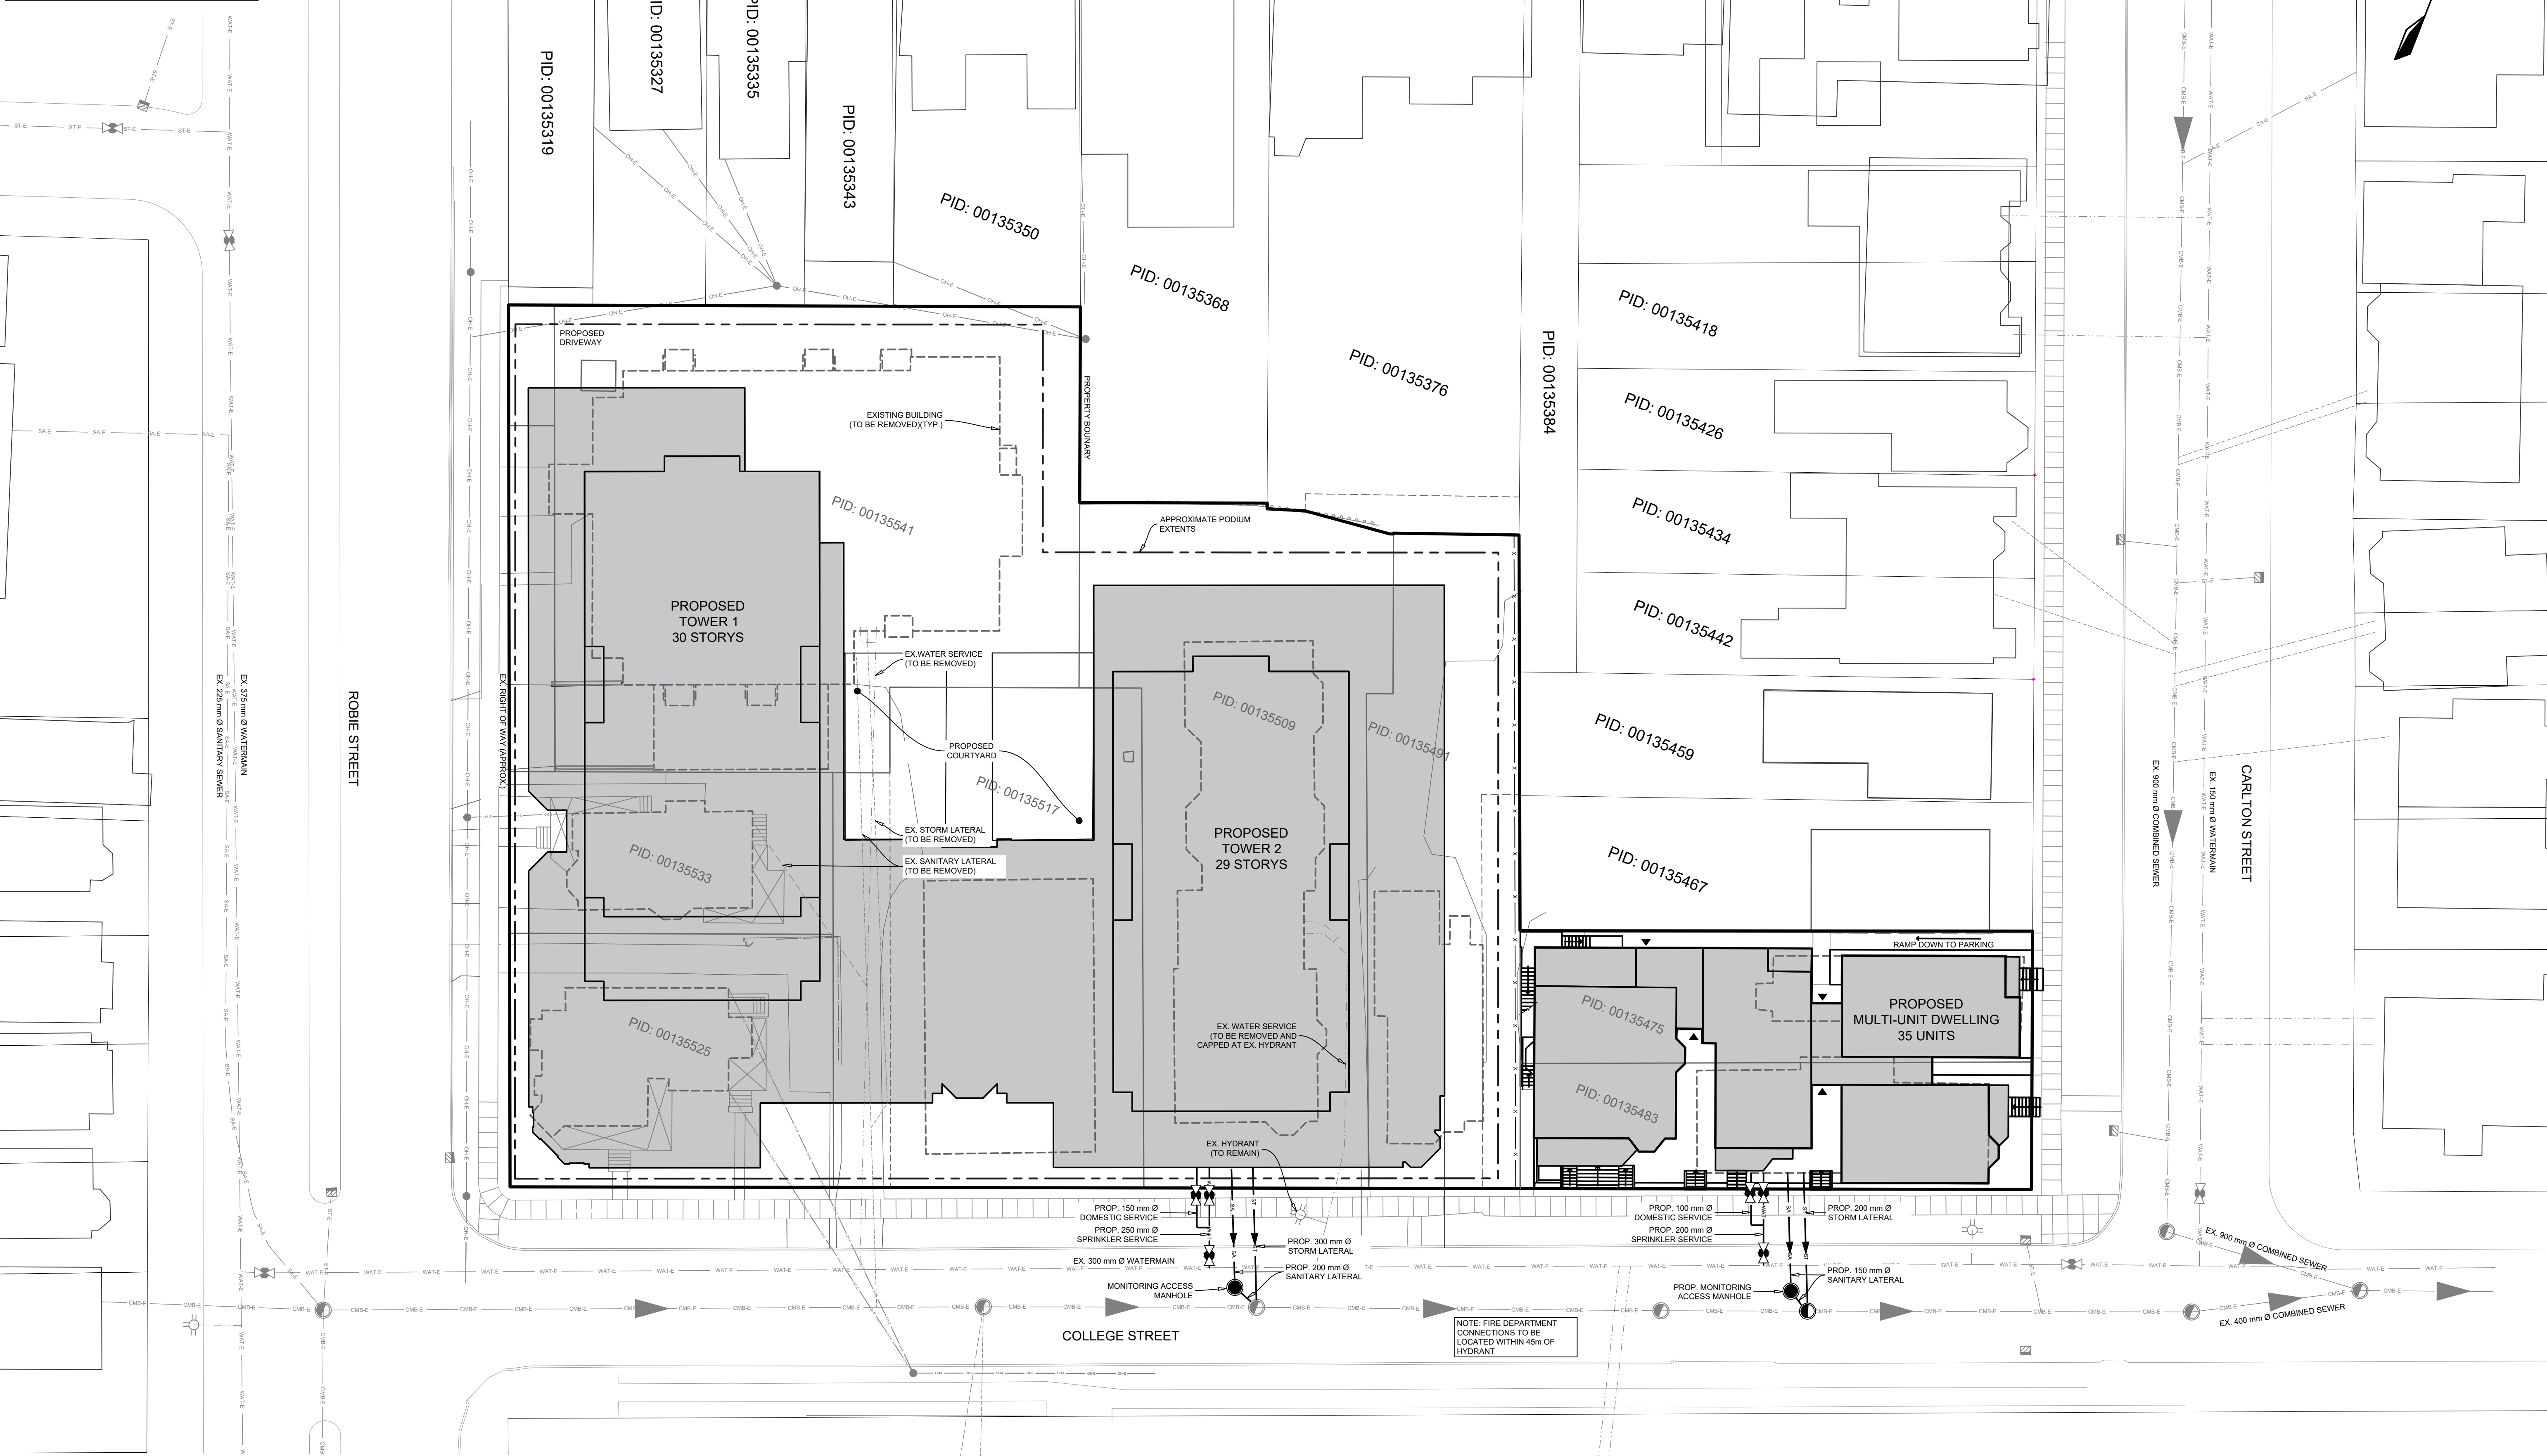 PID: 00135319
PID: 00135327
PID: 00135335
PID: 00135343
PID: 00135350
PID: 00135368
PID: 00135376
PID: 00135384
PID: 00135418
PID: 00135426
PID: 00135434
PID: 00135442
PID: 00135459
PID: 00135467
PROPOSED
DRIVEWAY
EXISTING BUILDING
(TO BE REMOVED)(TYP.)
PROPERTY BOUNARY
PID: 00135541
APPROXIMATE PODIUM
EXTENTS
PROPOSED
TOWER 1
30 STORYS
EX.WATER SERVICE
(TO BE REMOVED)
PROPOSED
COURTYARD
PID: 00135517
EX. STORM LATERAL
(TO BE REMOVED)
EX. SANITARY LATERAL
(TO BE REMOVED)
PID: 00135509
PID: 00135491
PROPOSED
TOWER 2
29 STORYS
PID: 00135533
PID: 00135525
EX. WATER SERVICE
(TO BE REMOVED AND
CAPPED AT EX. HYDRANT
EX. HYDRANT
(TO REMAIN)
RAMP DOWN TO PARKING
PID: 00135475
PID: 00135483
PROPOSED
MULTI-UNIT DWELLING
35 UNITS
EX. RIGHT OF WAY (APPROX.)
ROBIE STREET
EX. 375 mm Ø WATERMAIN
EX. 225 mm Ø SANITARY SEWER
CARLTON STREET
EX. 150 mm Ø WATERMAIN
EX. 900 mm Ø COMBINED SEWER
PROP. 150 mm Ø
DOMESTIC SERVICE
PROP. 250 mm Ø
SPRINKLER SERVICE
EX. 300 mm Ø WATERMAIN
MONITORING ACCESS
MANHOLE
PROP. 300 mm Ø
STORM LATERAL
PROP. 200 mm Ø
SANITARY LATERAL
PROP. 100 mm Ø
DOMESTIC SERVICE
PROP. 200 mm Ø
SPRINKLER SERVICE
PROP. MONITORING
ACCESS MANHOLE
PROP. 200 mm Ø
STORM LATERAL
PROP. 150 mm Ø
SANITARY LATERAL
EX. 900 mm Ø COMBINED SEWER
EX. 400 mm Ø COMBINED SEWER
COLLEGE STREET
NOTE: FIRE DEPARTMENT
CONNECTIONS TO BE
LOCATED WITHIN 45m OF
HYDRANT